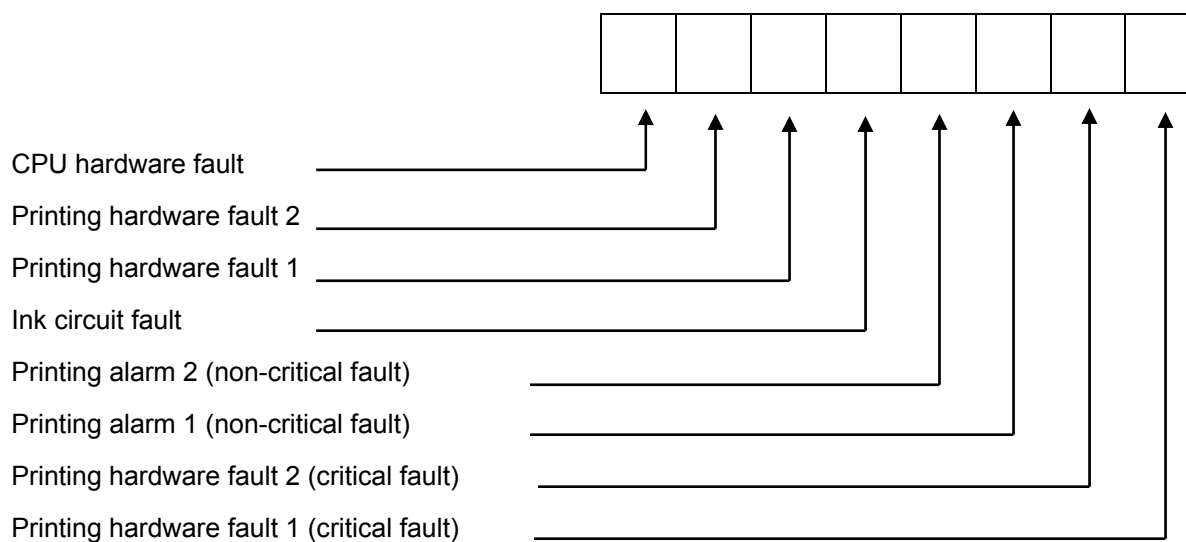 CPU hardware fault
Printing hardware fault 2
Printing hardware fault 1
Ink circuit fault
Printing alarm 2 (non-critical fault)
Printing alarm 1 (non-critical fault)
Printing hardware fault 2 (critical fault)
Printing hardware fault 1 (critical fault)